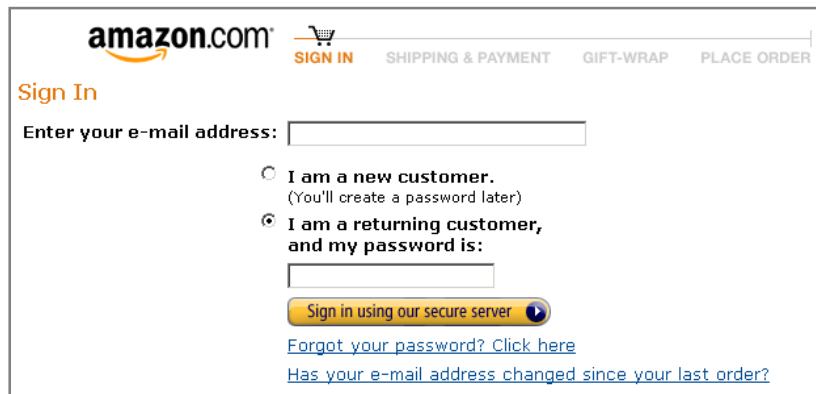 amazon.com
SIGN IN SHIPPING & PAYMENT GIFT-WRAP PLACE ORDER
Sign In
Enter your e-mail address:
I am a new customer.
(You'll create a password later)
I am a returning customer,
and my password is:
Sign in using our secure server
Forgot your password? Click here
Has your e-mail address changed since your last order?